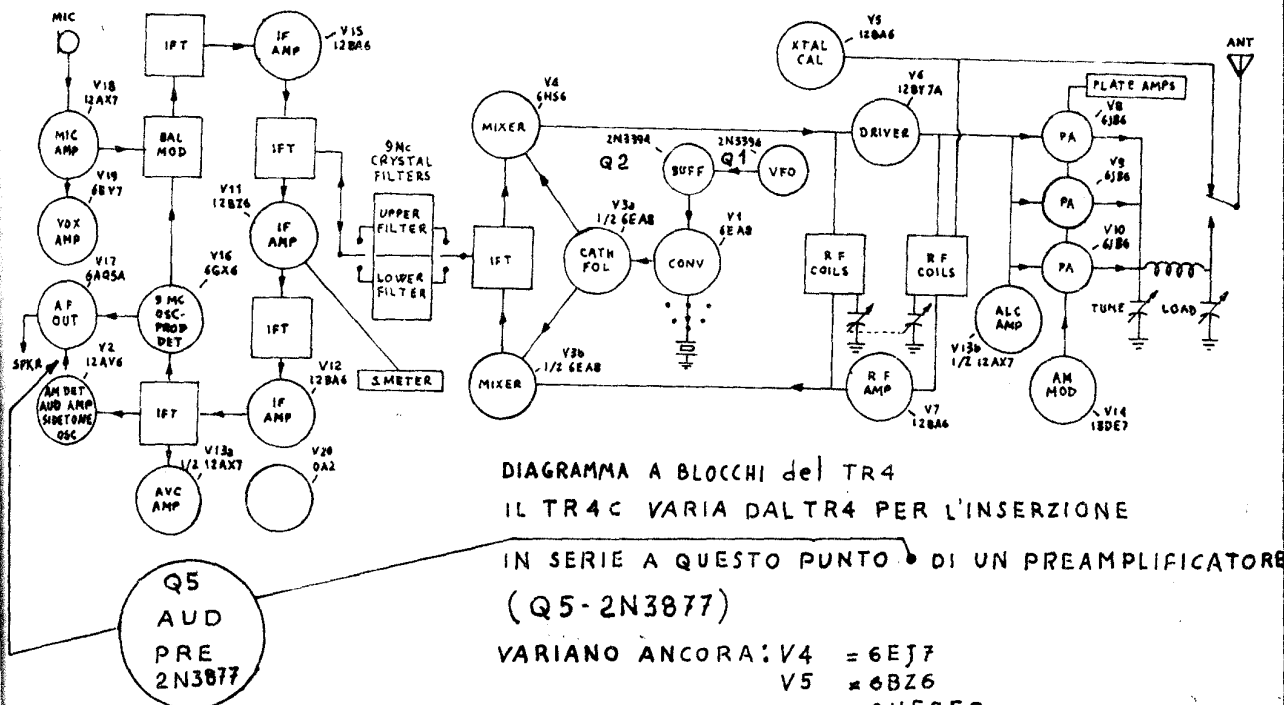 MIC
V18
12AX7
MIC
AMP
V19
6EV7
VOX
AMP
V17
6AQ5A
AF
OUT
SPKR
V2
12AV6
AM DET
AUD AMP
SIDETONE
OSC
IFT
BAL
MOD
V16
6GX6
9 MC
OSC-
PROD
DET
IFT
V13a
1/2 12AX7
AVC
AMP
IF
AMP
V15
12BA6
IFT
V11
12BZ6
IF
AMP
IFT
V12
12BA6
IF
AMP
V20
OA2
S.METER
9Mc
CRYSTAL
FILTERS
UPPER
FILTER
LOWER
FILTER
V4
6HS6
MIXER
IFT
MIXER
V3b
1/2 6EA8
V3a
1/2 6EA8
CATH
FOL
2N3394
Q2
BUFF
2N3394
Q1
VFO
V1
6EA8
CONV
V5
12BA6
XTAL
CAL
V6
12BY7A
DRIVER
RF
COILS
RF
COILS
RF
AMP
V7
12BA6
PLATE AMPS
V8
6JB6
PA
V9
6JB6
PA
V10
6JB6
PA
ALC
AMP
V13b
1/2 12AX7
AM
MOD
V14
13DE7
TUNE
LOAD
ANT
DIAGRAMMA A BLOCCHI del TR4
IL TR4C VARIA DAL TR4 PER L'INSERZIONE
IN SERIE A QUESTO PUNTO DI UN PREAMPLIFICATORE
(Q5-2N3877)
VARIANO ANCORA: V4 = 6EJ7
V5 = 6BZ6
Q5
AUD
PRE
2N3877